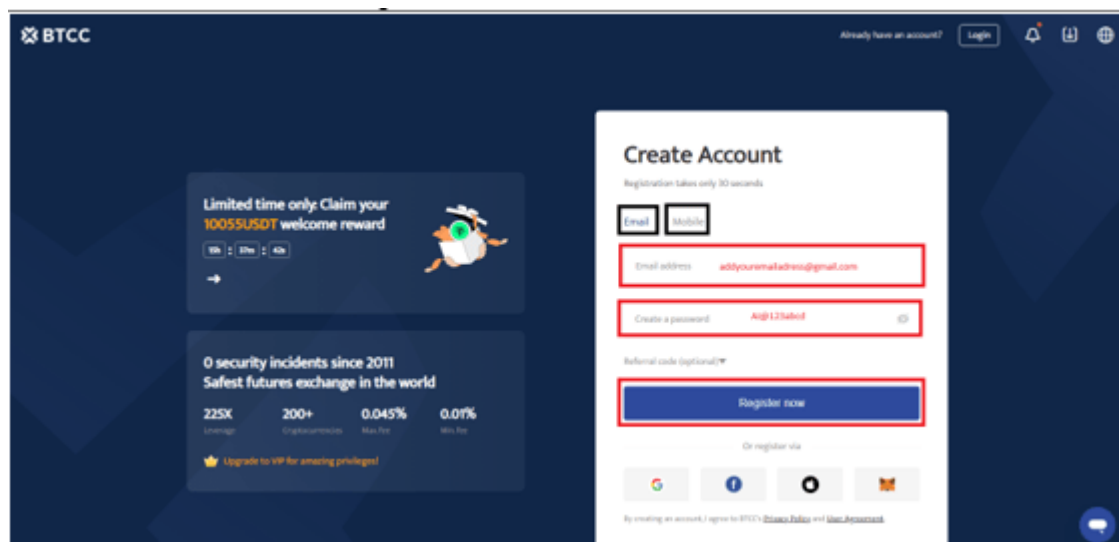 BTCC
Already have an account? Login
Create Account
Registration takes only 30 seconds
Email Mobile
Email address addyouremailadress@gmail.com
Create a password
Referral code (optional)
Register now
Or register via
By creating an account, I agree to BTCC's Privacy Policy and User Agreement.
Limited time only: Claim your
10055USDT welcome reward
15h : 37m : 42s
0 security incidents since 2011
Safest futures exchange in the world
225X 200+ 0.045% 0.01%
Leverage Cryptocurrencies Max Fee Min Fee
Upgrade to VIP for amazing privileges!